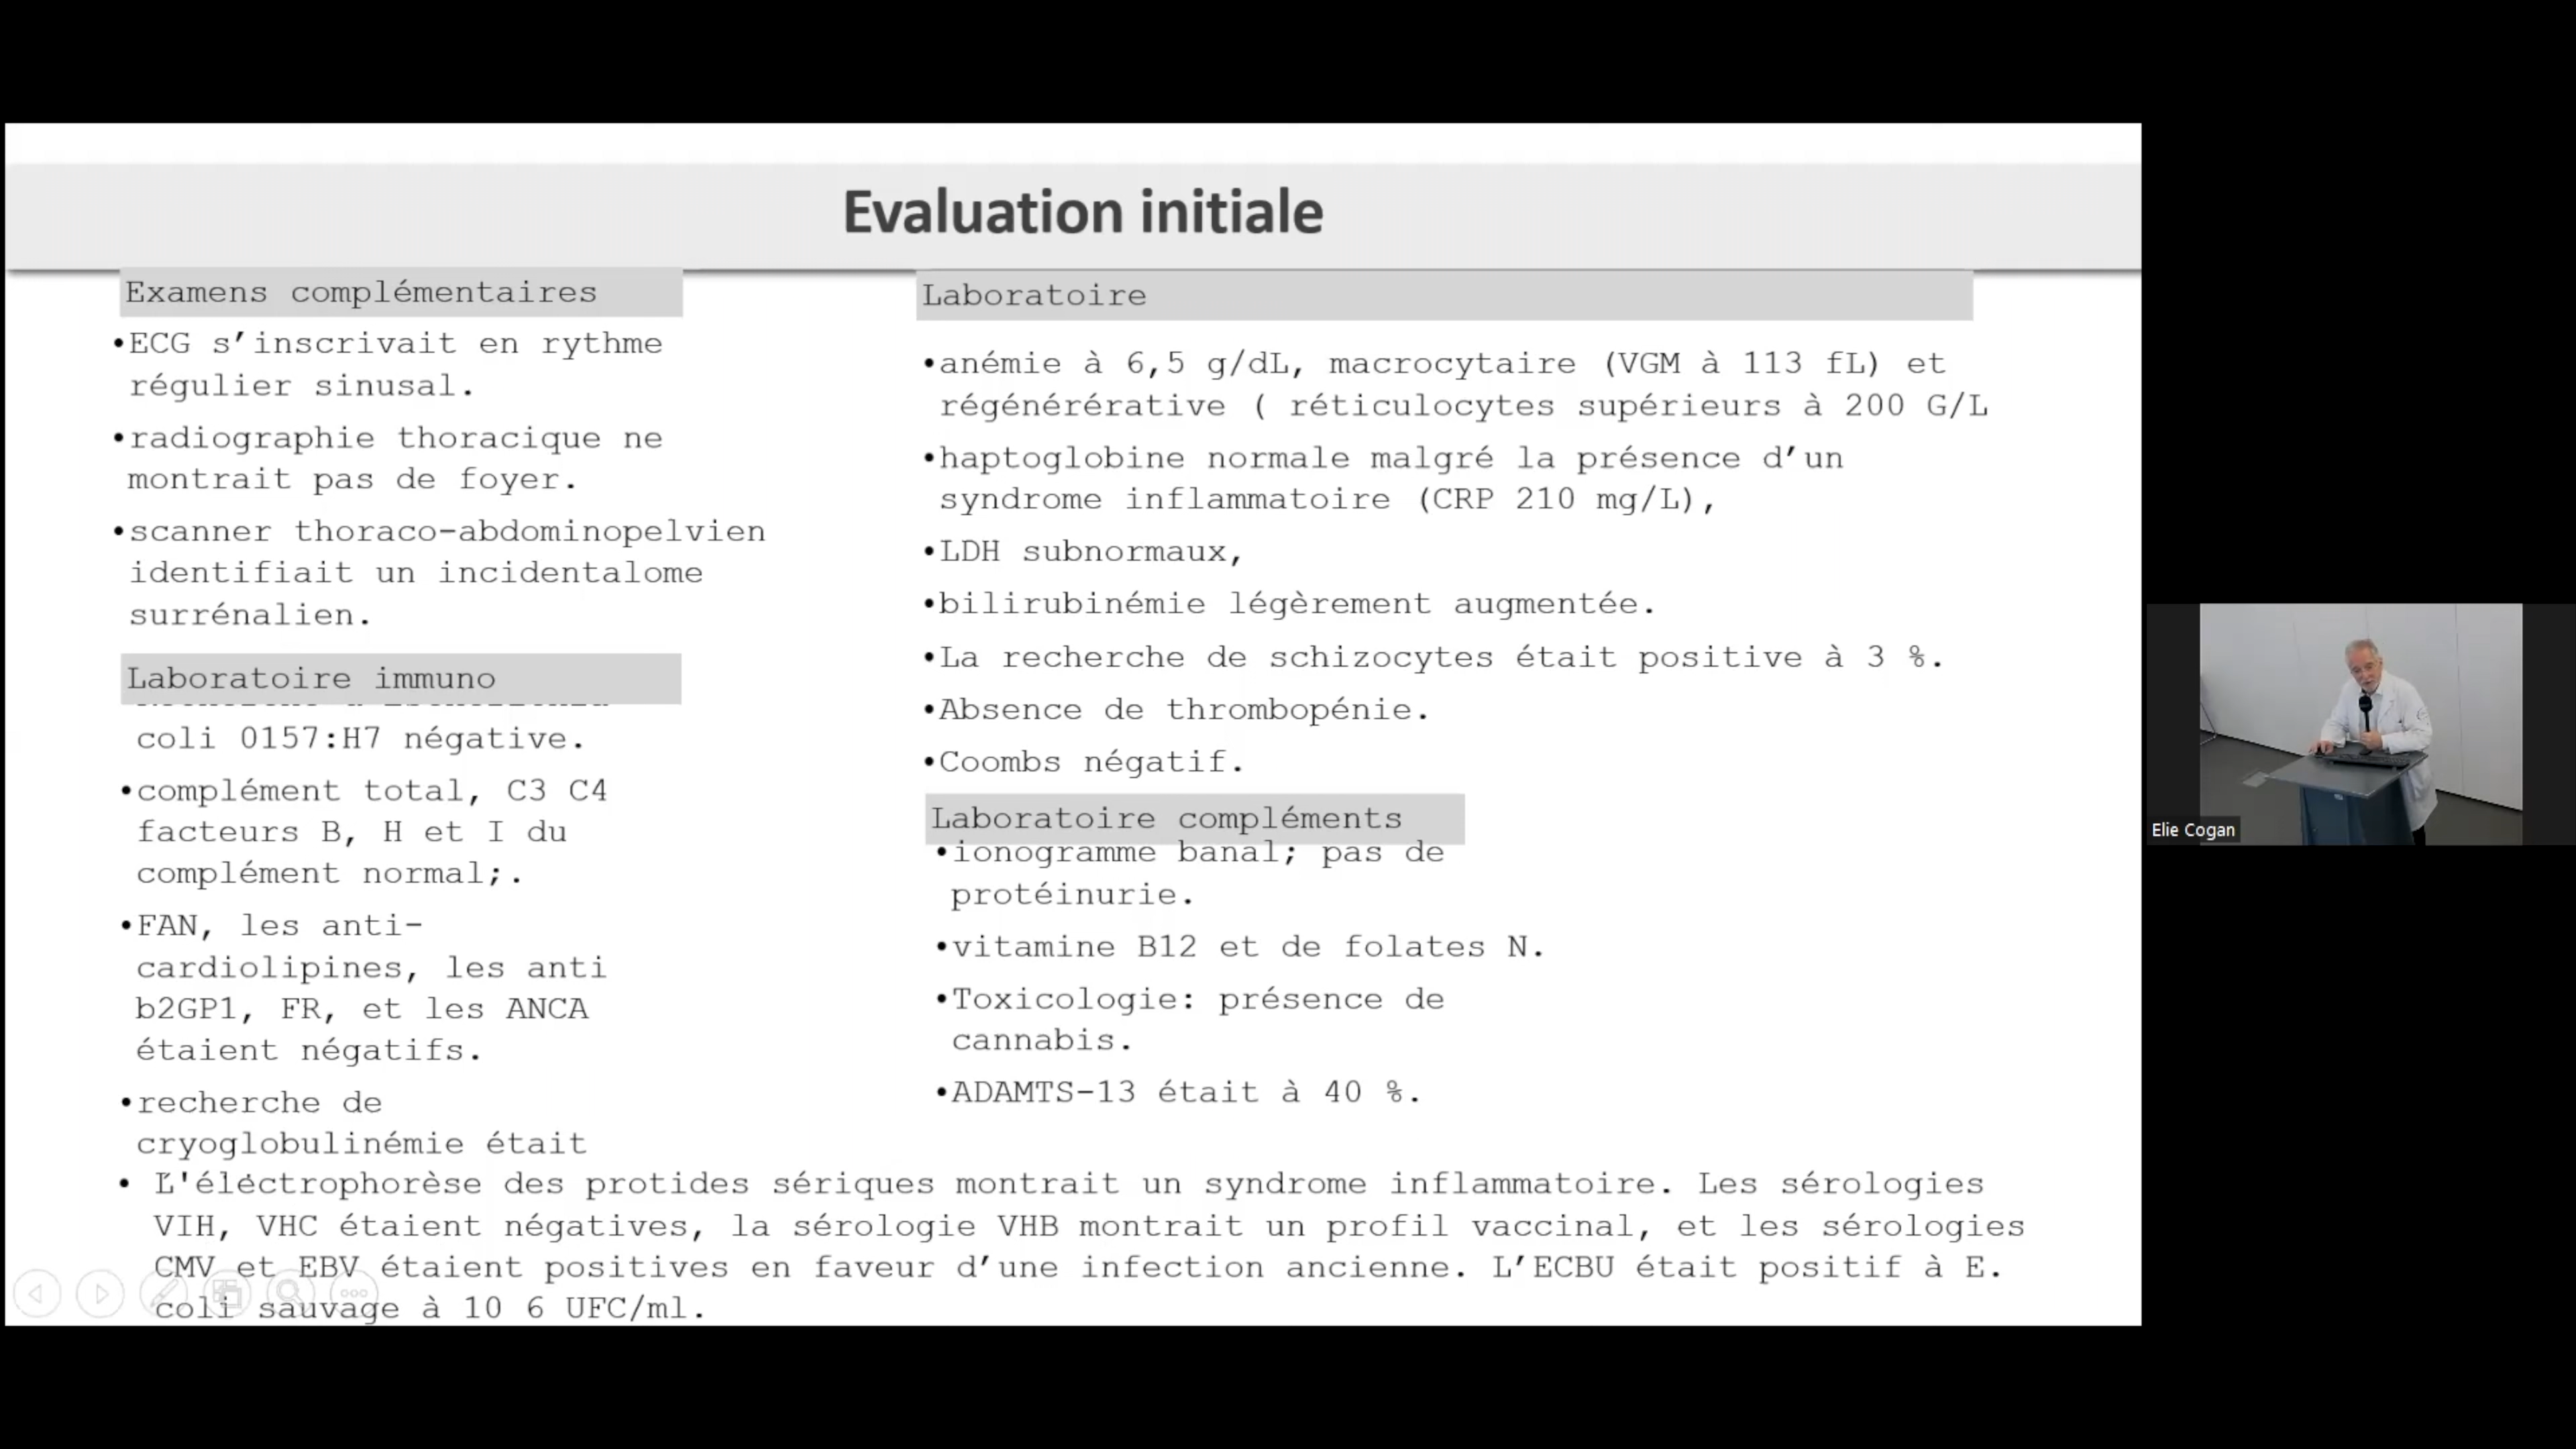 Evaluation initiale
Examens complémentaires
•ECG s’inscrivait en rythme
régulier sinusal.
•radiographie thoracique ne
montrait pas de foyer.
•scanner thoraco-abdominopelvien
identifiait un incidentalome
surrénalien.
Laboratoire immuno
coli 0157:H7 négative.
•complément total, C3 C4
facteurs B, H et I du
complément normal;.
•FAN, les anti-
cardiolipines, les anti
b2GP1, FR, et les ANCA
étaient négatifs.
•recherche de
cryoglobulinémie était
Laboratoire
•anémie à 6,5 g/dL, macrocytaire (VGM à 113 fL) et
régénérérative ( réticulocytes supérieurs à 200 G/L
•haptoglobine normale malgré la présence d’un
syndrome inflammatoire (CRP 210 mg/L),
•LDH subnormaux,
•bilirubinémie légèrement augmentée.
•La recherche de schizocytes était positive à 3 %.
•Absence de thrombopénie.
•Coombs négatif.
Laboratoire compléments
•ionogramme banal; pas de
protéinurie.
•vitamine B12 et de folates N.
•Toxicologie: présence de
cannabis.
•ADAMTS-13 était à 40 %.
• L'électrophorèse des protides sériques montrait un syndrome inflammatoire. Les sérologies
VIH, VHC étaient négatives, la sérologie VHB montrait un profil vaccinal, et les sérologies
CMV et EBV étaient positives en faveur d’une infection ancienne. L’ECBU était positif à E.
coli sauvage à 10 6 UFC/ml.
Elie Cogan